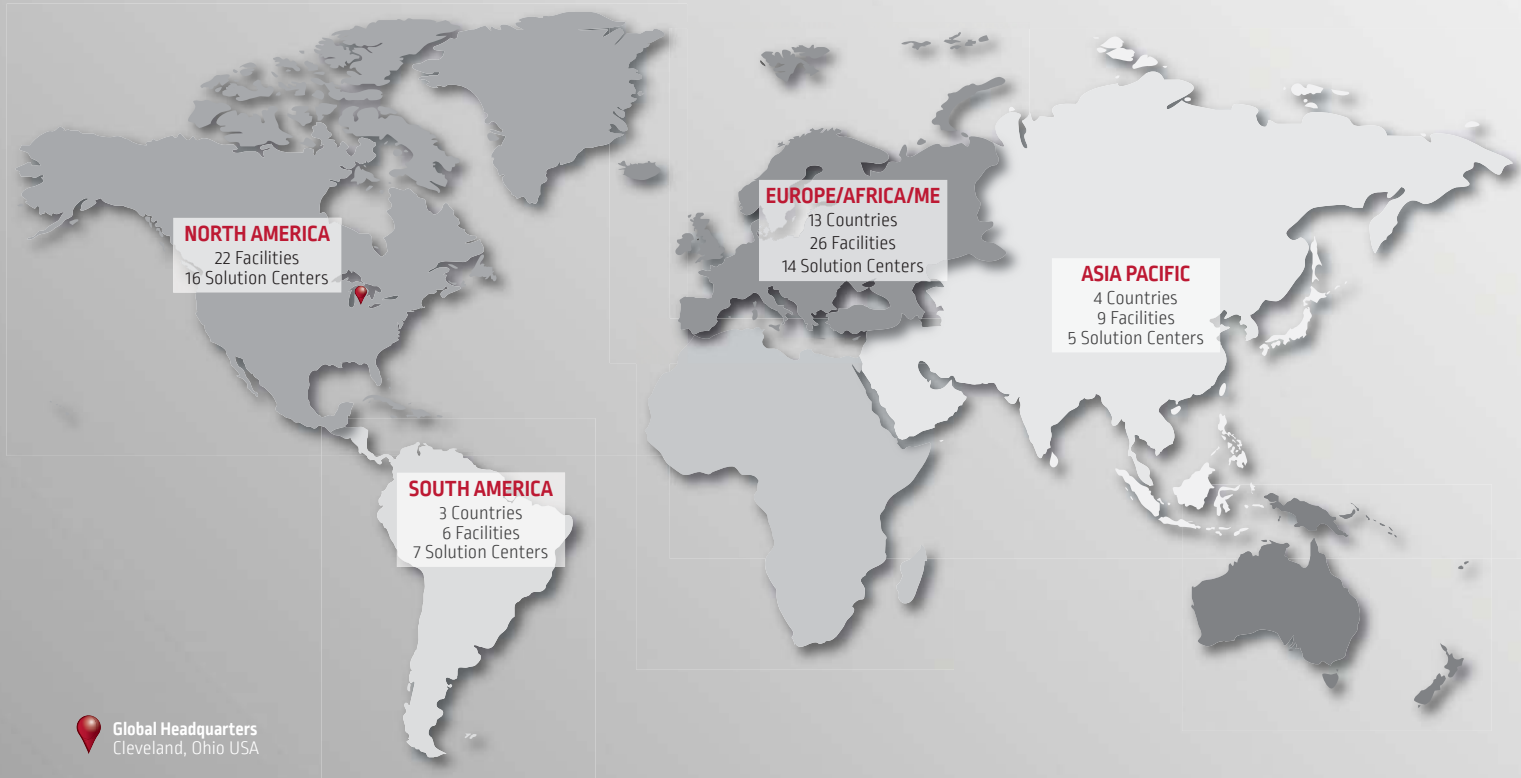 NORTH AMERICA
22 Facilities
16 Solution Centers
EUROPE/AFRICA/ME
13 Countries
26 Facilities
14 Solution Centers
ASIA PACIFIC
4 Countries
9 Facilities
5 Solution Centers
SOUTH AMERICA
3 Countries
6 Facilities
7 Solution Centers
Global Headquarters
Cleveland, Ohio USA